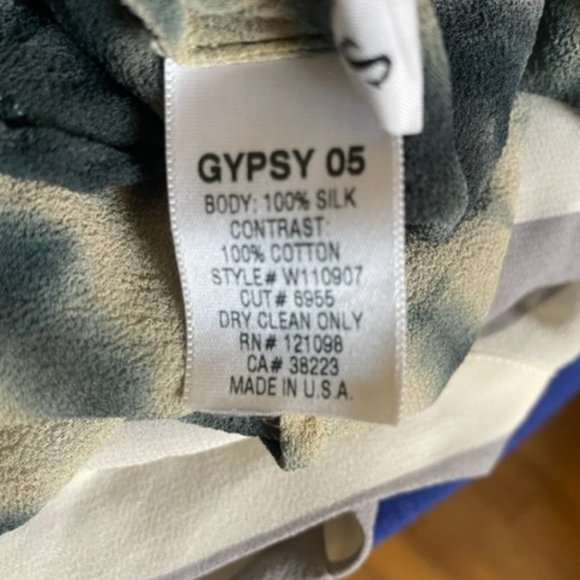 S
GYPSY 05
BODY: 100% SILK
CONTRAST:
100% COTTON
STYLE# W110907
CUT# 6955
DRY CLEAN ONLY
RN# 121098
CA# 38223
MADE IN U.S.A.